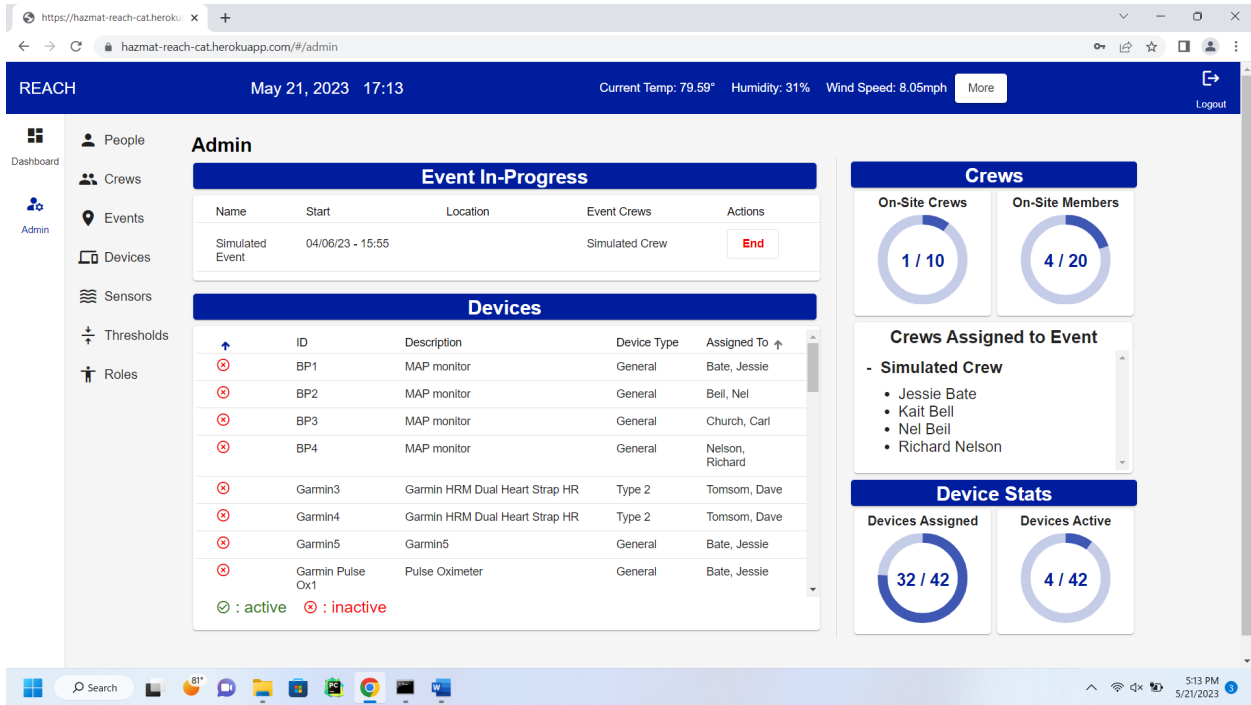 https://hazmat-reach-cat.heroku
hazmat-reach-cat.herokuapp.com/#/admin
REACH
May 21, 2023 17:13
Current Temp: 79.59° Humidity: 31% Wind Speed: 8.05mph More
Logout
Dashboard
Admin
People
Crews
Events
Devices
Sensors
Thresholds
Roles
Admin
Event In-Progress
Name Start Location Event Crews Actions
Simulated Event 04/06/23 - 15:55 Simulated Crew End
Devices
ID Description Device Type Assigned To
BP1 MAP monitor General Bate, Jessie
BP2 MAP monitor General Beil, Nel
BP3 MAP monitor General Church, Carl
BP4 MAP monitor General Nelson, Richard
Garmin3 Garmin HRM Dual Heart Strap HR Type 2 Tomsom, Dave
Garmin4 Garmin HRM Dual Heart Strap HR Type 2 Tomsom, Dave
Garmin5 Garmin5 General Bate, Jessie
Garmin Pulse Ox1 Pulse Oximeter General Bate, Jessie
: active : inactive
Crews
On-Site Crews On-Site Members
1 / 10 4 / 20
Crews Assigned to Event
- Simulated Crew
• Jessie Bate
• Kait Bell
• Nel Beil
• Richard Nelson
Device Stats
Devices Assigned Devices Active
32 / 42 4 / 42
Search
81°
PC
W
5:13 PM
5/21/2023
3